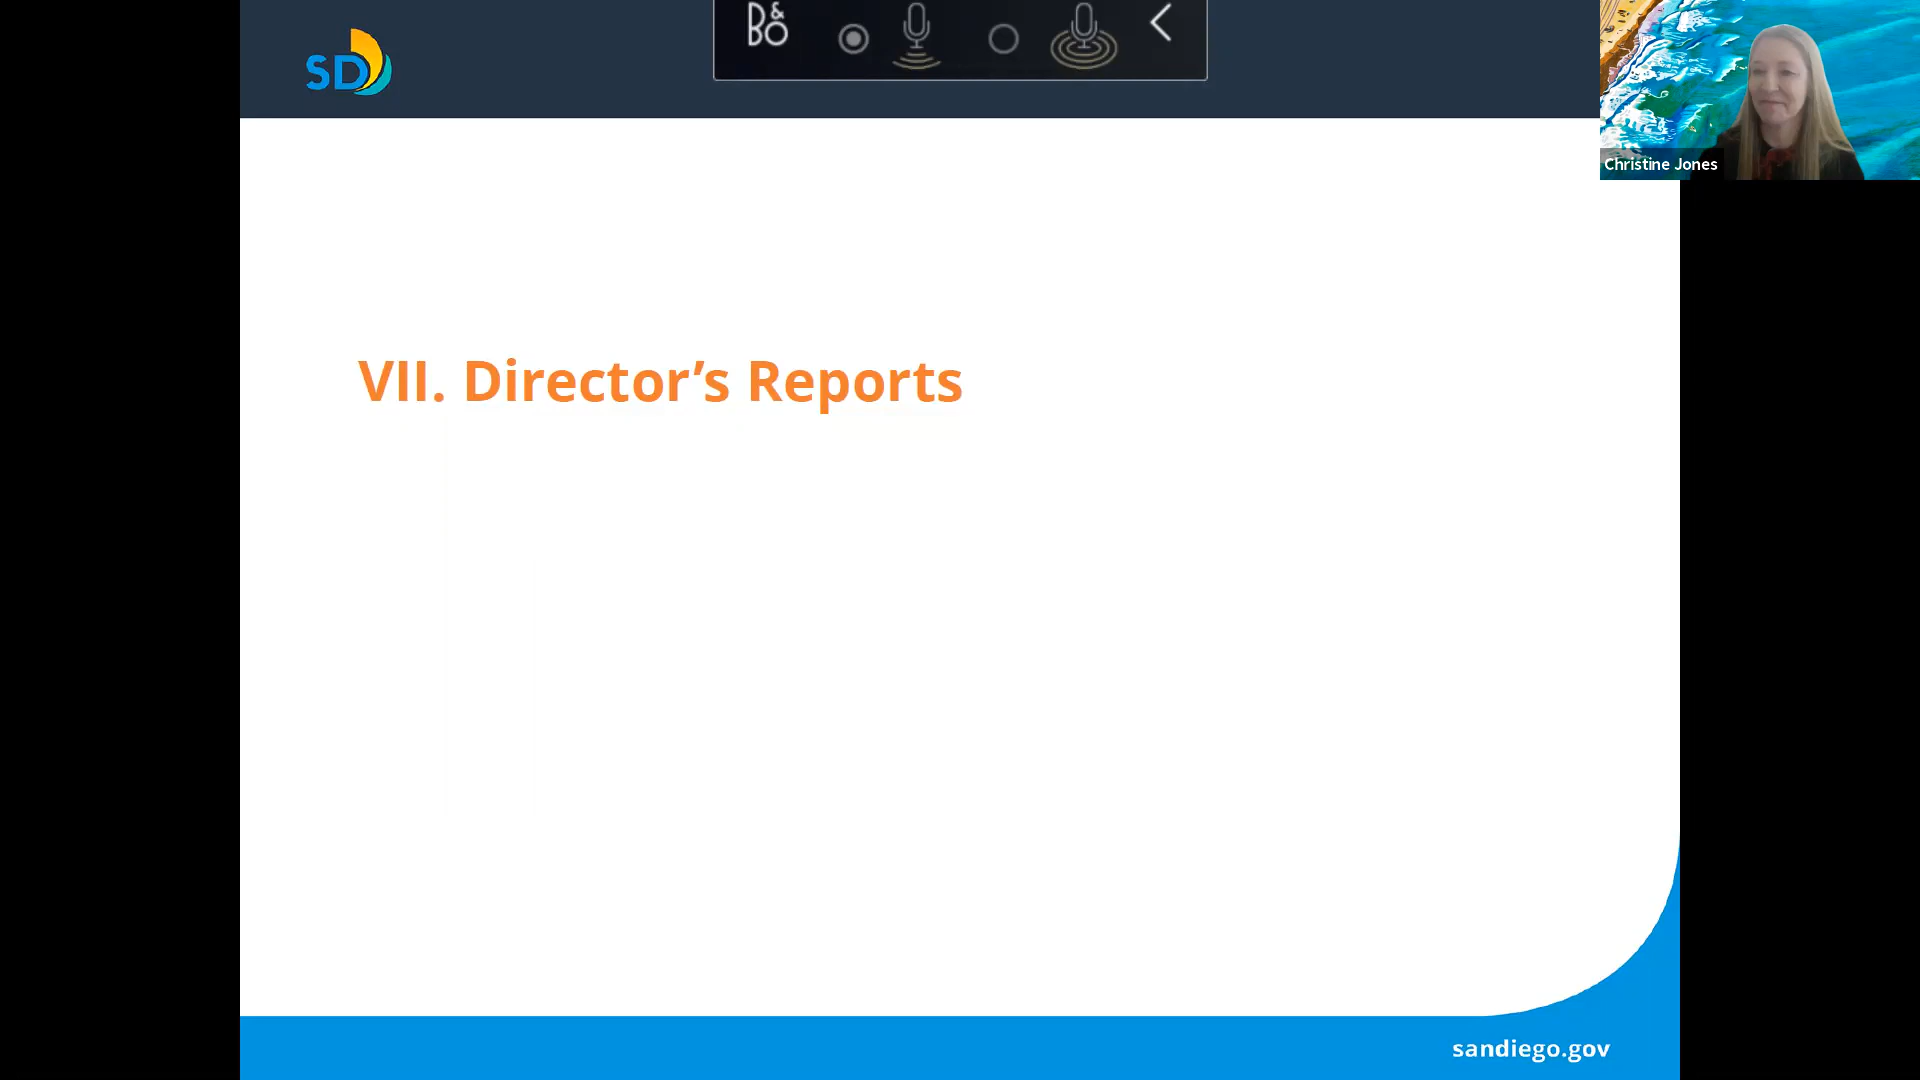 SD
B&O
Christine Jones
VII. Director’s Reports
sandiego.gov